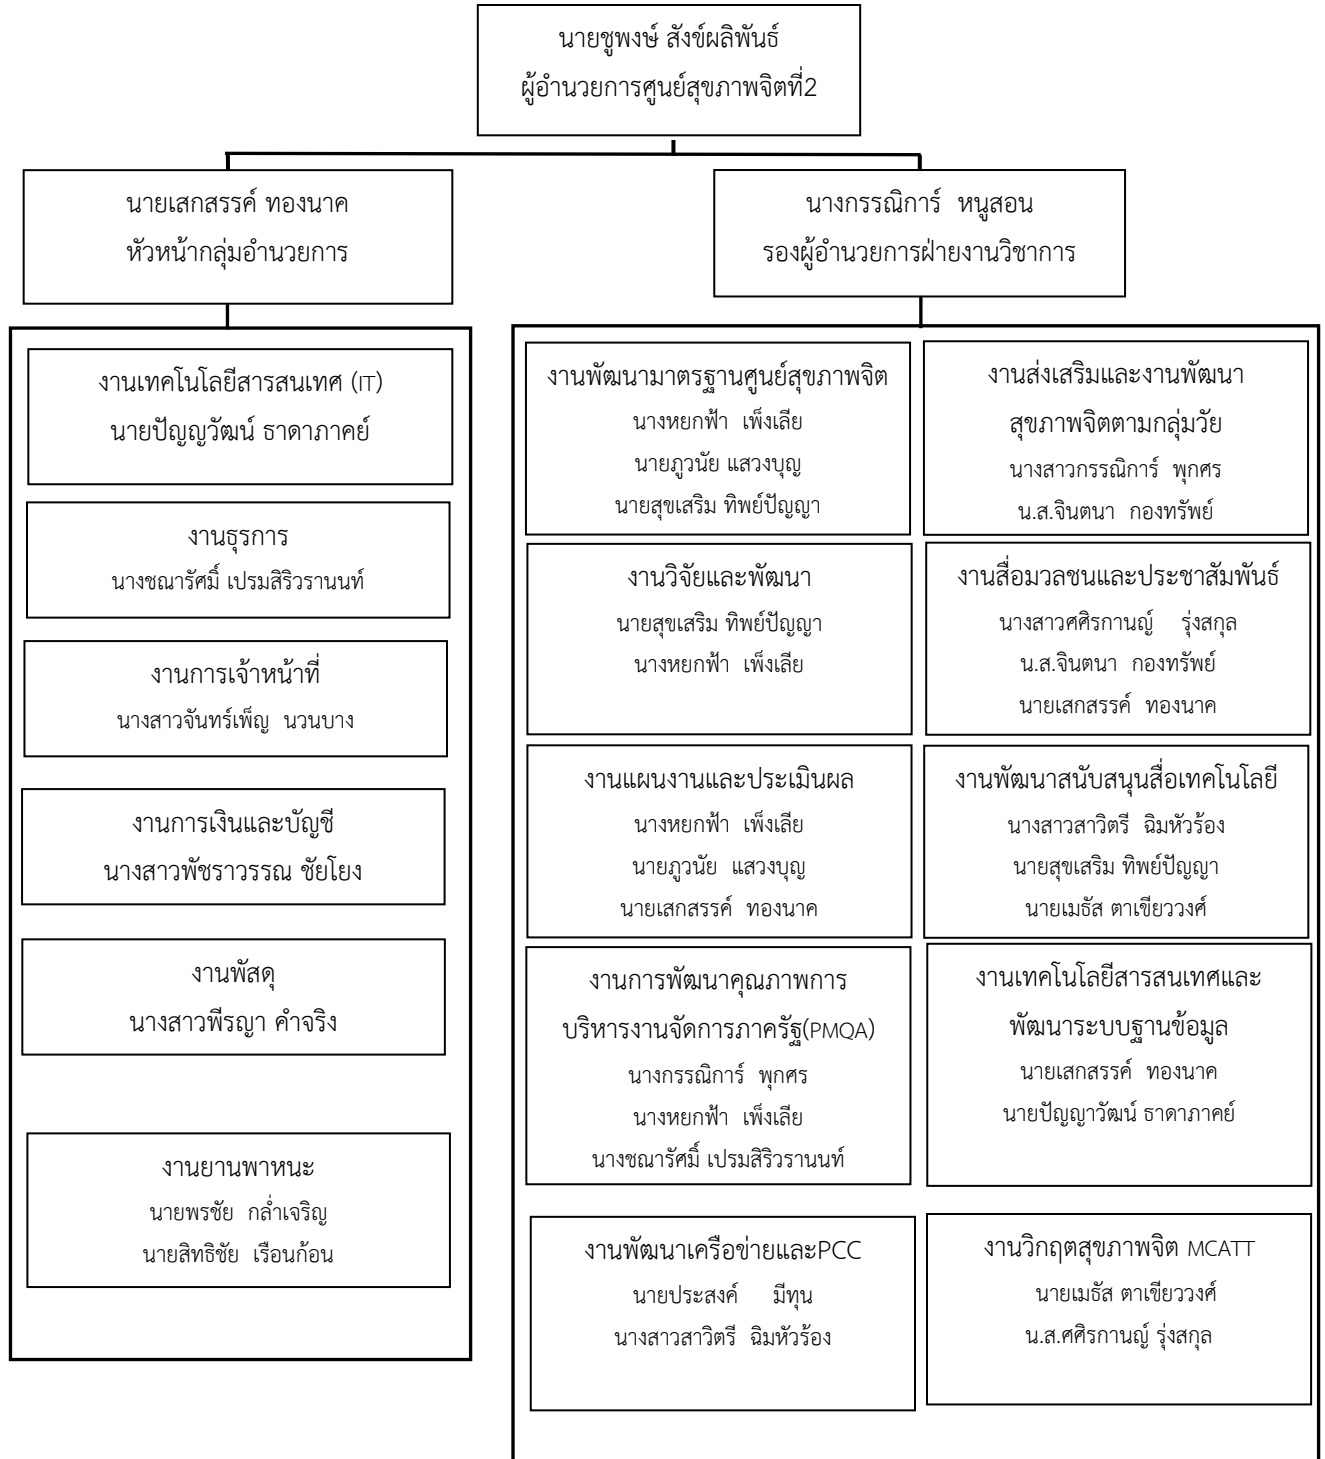 นายชูพงษ์ สังข์ผลิพันธ์
ผู้อำนวยการศูนย์สุขภาพจิตที่2
นายเสกสรรค์ ทองนาค
หัวหน้ากลุ่มอำนวยการ
นางกรรณิการ์ หนูสอน
รองผู้อำนวยการฝ่ายงานวิชาการ
งานเทคโนโลยีสารสนเทศ (IT)
นายปัญญวัฒน์ ธาดาภาคย์
งานธุรการ
นางชณารัศมิ์ เปรมสิริวรานนท์
งานการเจ้าหน้าที่
นางสาวจันทร์เพ็ญ นวนบาง
งานการเงินและบัญชี
นางสาวพัชราวรรณ ชัยโยง
งานพัสดุ
นางสาวพีรญา คำจริง
งานยานพาหนะ
นายพรชัย กล่ำเจริญ
นายสิทธิชัย เรือนก้อน
งานพัฒนามาตรฐานศูนย์สุขภาพจิต
นางหยกฟ้า เพ็งเลีย
นายภูวนัย แสวงบุญ
นายสุขเสริม ทิพย์ปัญญา
งานส่งเสริมและงานพัฒนา
สุขภาพจิตตามกลุ่มวัย
นางสาวกรรณิการ์ พุกศร
น.ส.จินตนา กองทรัพย์
งานวิจัยและพัฒนา
นายสุขเสริม ทิพย์ปัญญา
นางหยกฟ้า เพ็งเลีย
งานสื่อมวลชนและประชาสัมพันธ์
นางสาวศศิรกานญ์ รุ่งสกุล
น.ส.จินตนา กองทรัพย์
นายเสกสรรค์ ทองนาค
งานแผนงานและประเมินผล
นางหยกฟ้า เพ็งเลีย
นายภูวนัย แสวงบุญ
นายเสกสรรค์ ทองนาค
งานพัฒนาสนับสนุนสื่อเทคโนโลยี
นางสาวสาวิตรี ฉิมหัวร้อง
นายสุขเสริม ทิพย์ปัญญา
นายเมธัส ตาเขียววงศ์
งานการพัฒนาคุณภาพการ
บริหารงานจัดการภาครัฐ(PMQA)
นางกรรณิการ์ พุกศร
นางหยกฟ้า เพ็งเลีย
นางชณารัศมิ์ เปรมสิริวรานนท์
งานเทคโนโลยีสารสนเทศและ
พัฒนาระบบฐานข้อมูล
นายเสกสรรค์ ทองนาค
นายปัญญาวัฒน์ ธาดาภาคย์
งานพัฒนาเครือข่ายและPCC
นายประสงค์ มีทุน
นางสาวสาวิตรี ฉิมหัวร้อง
งานวิกฤตสุขภาพจิต MCATT
นายเมธัส ตาเขียววงศ์
น.ส.ศศิรกานญ์ รุ่งสกุล